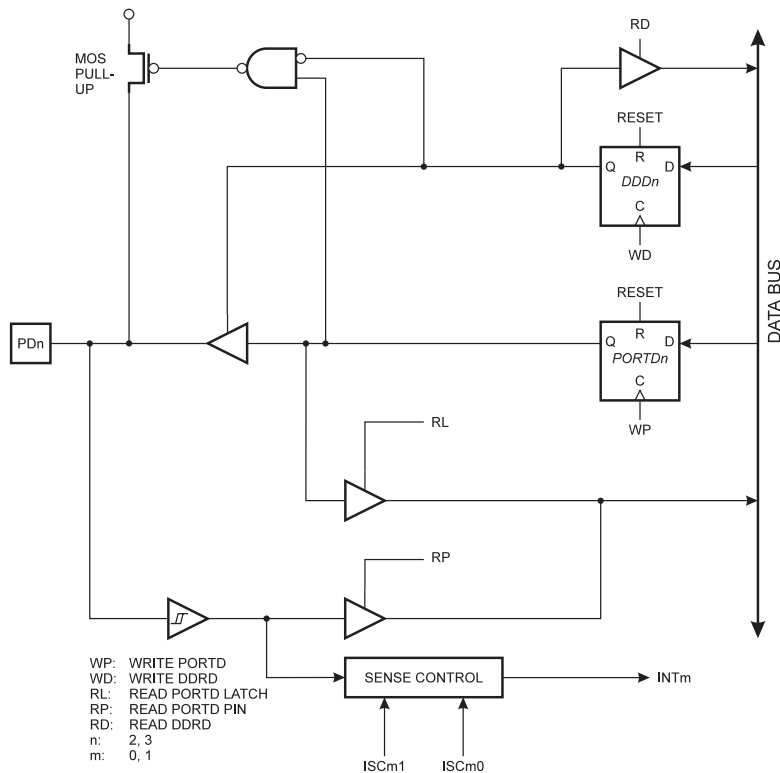 RD
MOS
PULL-
UP
RESET
R
Q
D
DDDn
C
WD
RESET
R
PDn
Q
D
PORTDn
C
WP
DATA BUS
RL
RP
WP: WRITE PORTD
WD: WRITE DDRD
RL: READ PORTD LATCH
RP: READ PORTD PIN
RD: READ DDRD
n: 2, 3
m: 0, 1
SENSE CONTROL
INTm
ISCm1
ISCm0